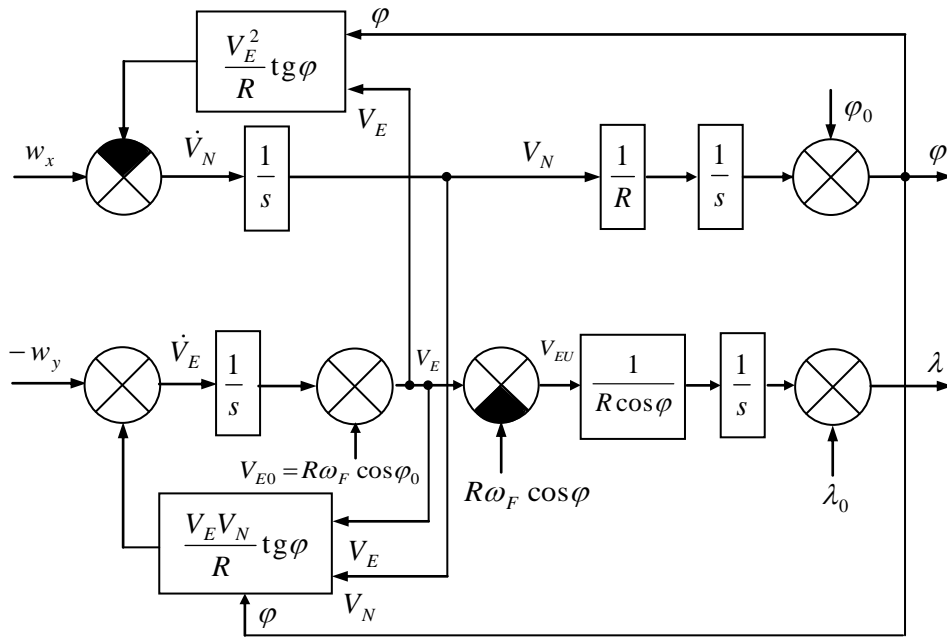 φ
V_E^2 / R tgφ
V_E
φ_0
w_x
V̇_N
1/s
V_N
1/R
1/s
φ
−w_y
V̇_E
1/s
V_E
V_EU
1 / R cosφ
1/s
λ
V_E0 = Rω_F cosφ_0
Rω_F cosφ
λ_0
V_E V_N / R tgφ
V_E
V_N
φ